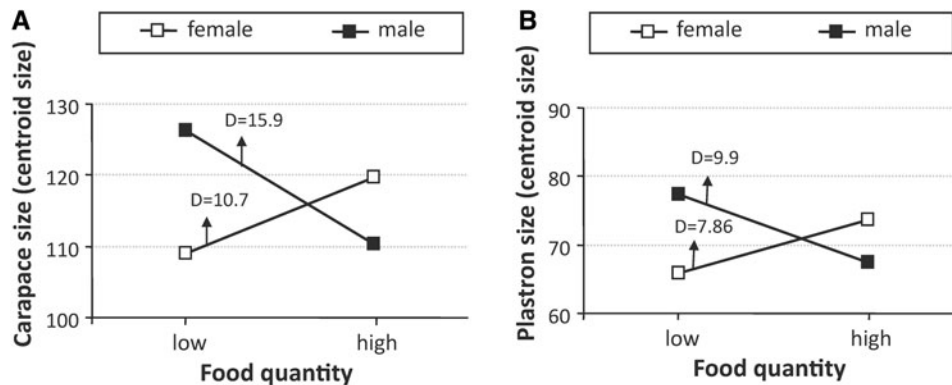 A
female male
Carapace size (centroid size)
130
120
110
100
D=15.9
D=10.7
low high
Food quantity
B
female male
Plastron size (centroid size)
90
80
70
60
D=9.9
D=7.86
low high
Food quantity